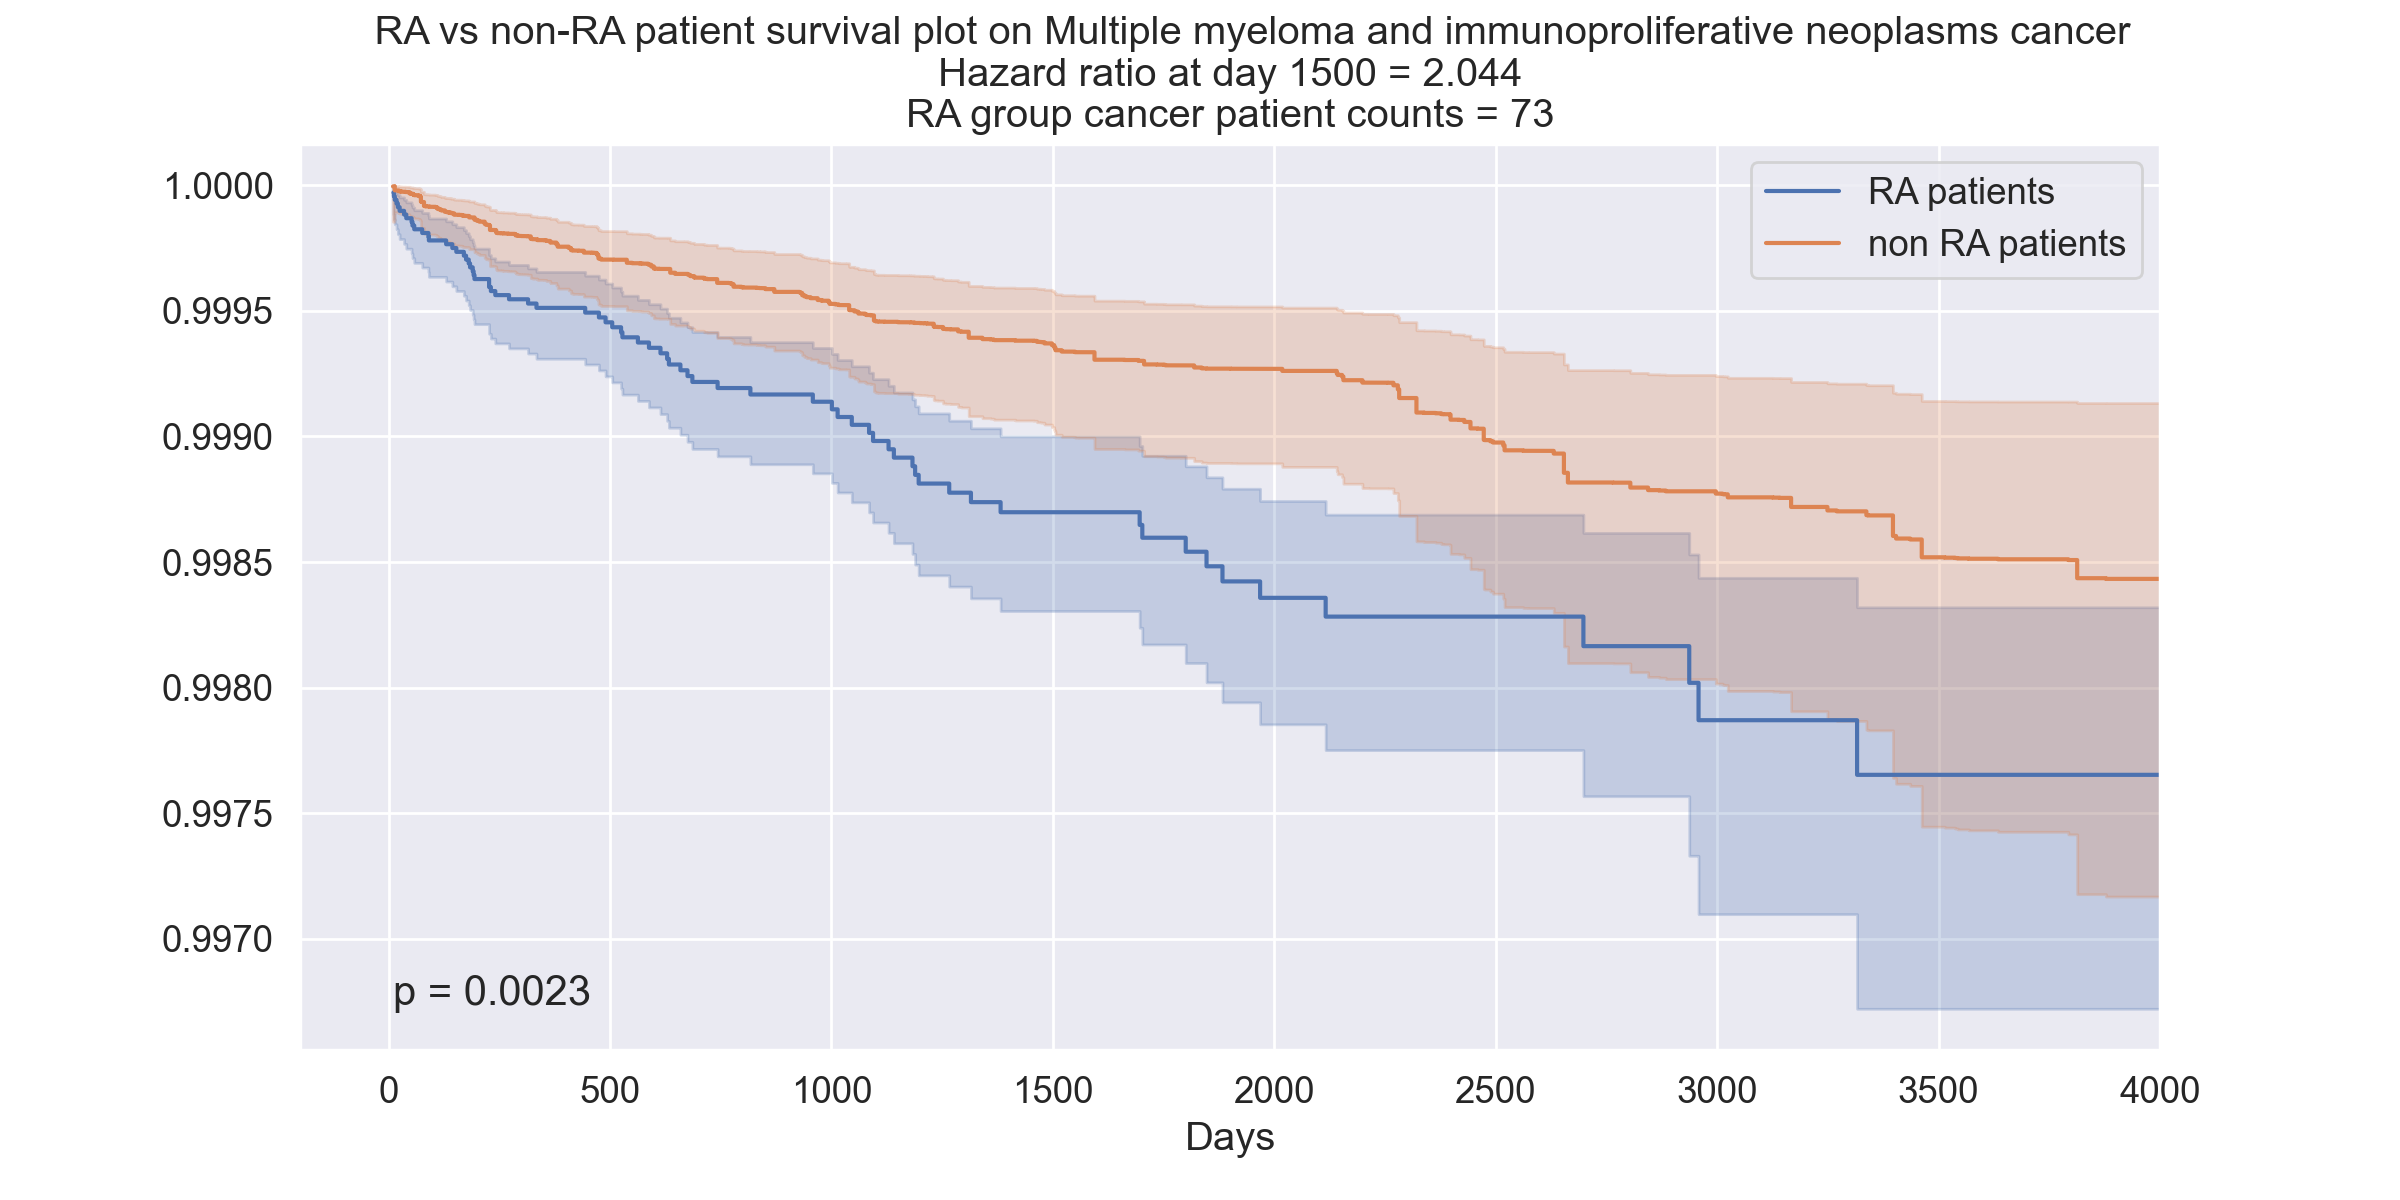 RA vs non-RA patient survival plot on Multiple myeloma and immunoproliferative neoplasms cancer
Hazard ratio at day 1500 = 2.044
RA group cancer patient counts = 73
RA patients
non RA patients
1.0000
0.9995
0.9990
0.9985
0.9980
0.9975
0.9970
p = 0.0023
0 500 1000 1500 2000 2500 3000 3500 4000
Days